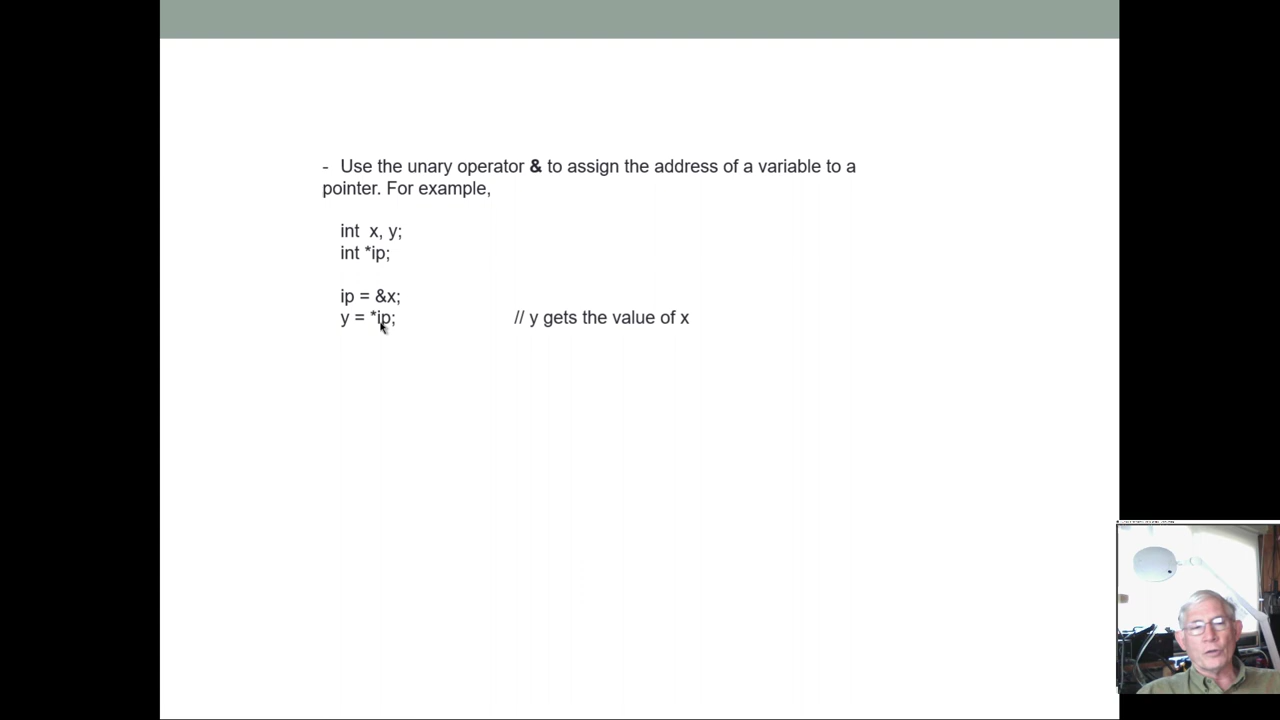 - Use the unary operator & to assign the address of a variable to a
pointer. For example,
int x, y;
int *ip;
ip = &x;
y = *ip; // y gets the value of x